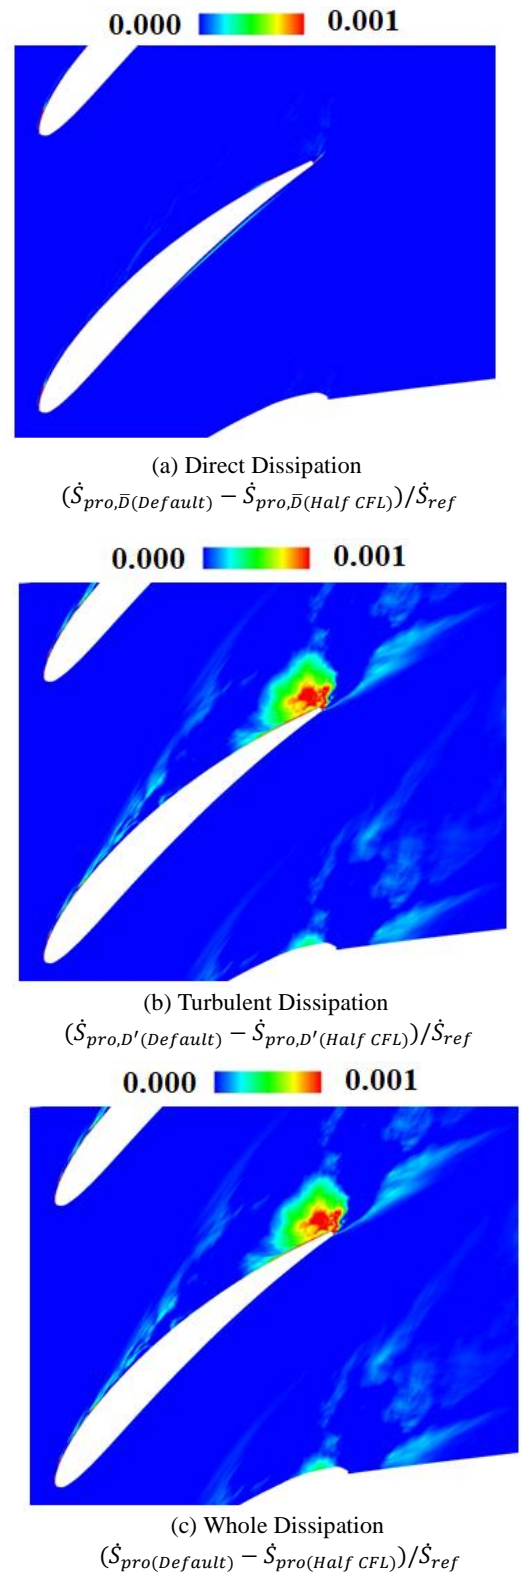 0.000 0.001
(a) Direct Dissipation
(Ṡ_{pro,D̅(Default)} − Ṡ_{pro,D̅(Half CFL)})/Ṡ_{ref}
0.000 0.001
(b) Turbulent Dissipation
(Ṡ_{pro,D′(Default)} − Ṡ_{pro,D′(Half CFL)})/Ṡ_{ref}
0.000 0.001
(c) Whole Dissipation
(Ṡ_{pro(Default)} − Ṡ_{pro(Half CFL)})/Ṡ_{ref}